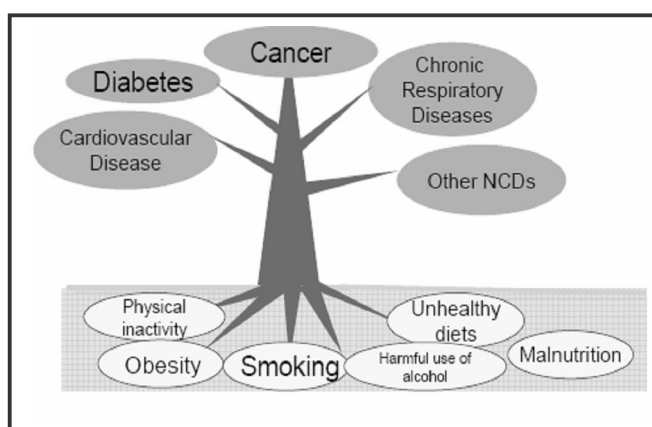 Cancer
Diabetes
Chronic
Respiratory
Diseases
Cardiovascular
Disease
Other NCDs
Physical
inactivity
Unhealthy
diets
Obesity
Smoking
Harmful use of
alcohol
Malnutrition